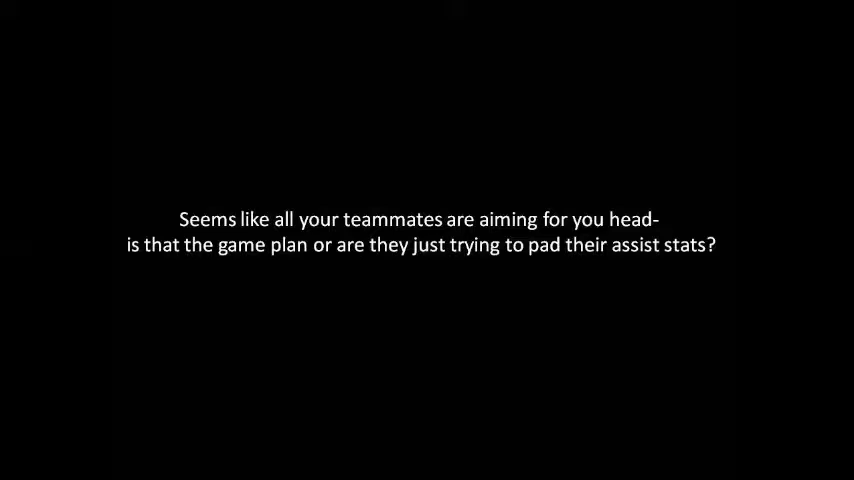 Seems like all your teammates are aiming for you head-
is that the game plan or are they just trying to pad their assist stats?